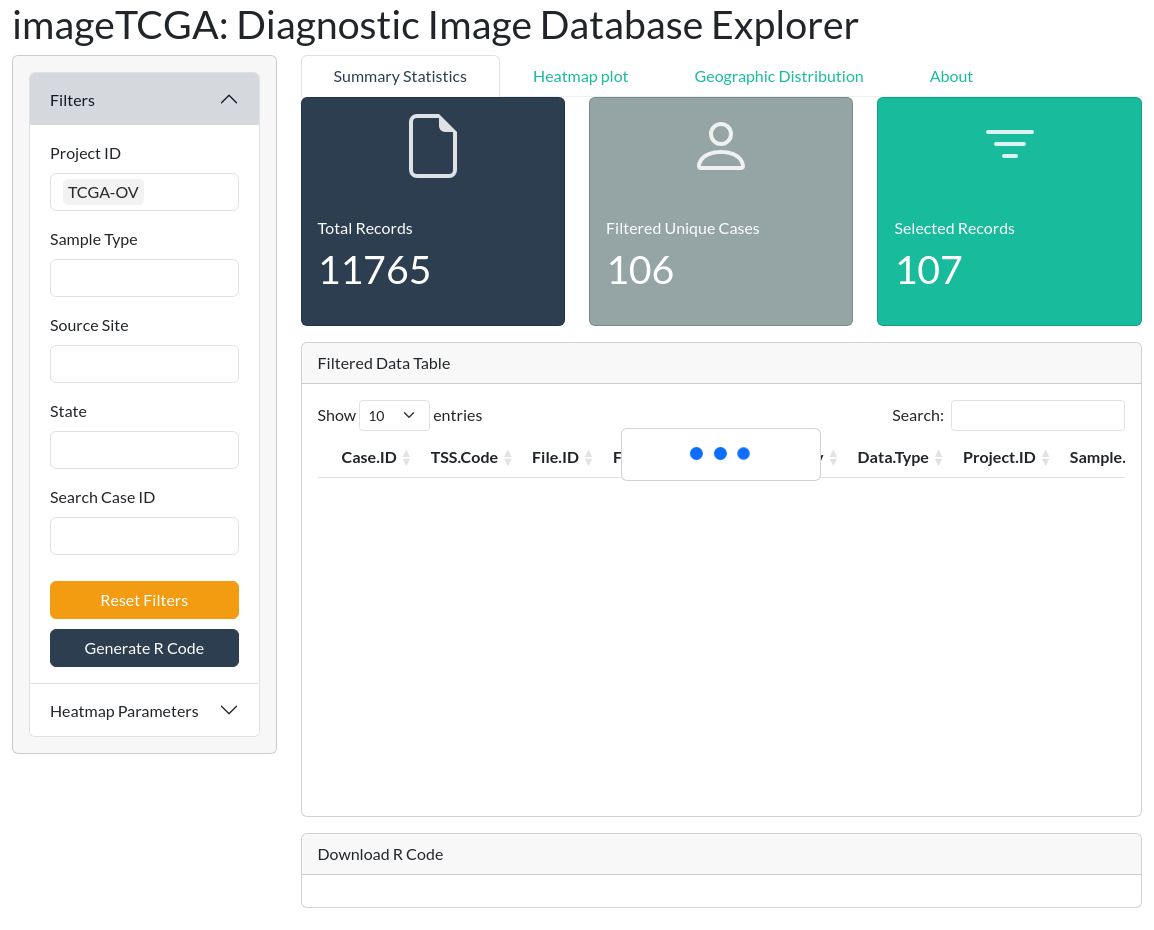 imageTCGA: Diagnostic Image Database Explorer
Filters
Project ID
TCGA-OV
Sample Type
Source Site
State
Search Case ID
Reset Filters
Generate R Code
Heatmap Parameters
Summary Statistics Heatmap plot Geographic Distribution About
Total Records
11765
Filtered Unique Cases
106
Selected Records
107
Filtered Data Table
Show 10 entries Search:
Case.ID TSS.Code File.ID Data.Type Project.ID Sample.
Download R Code